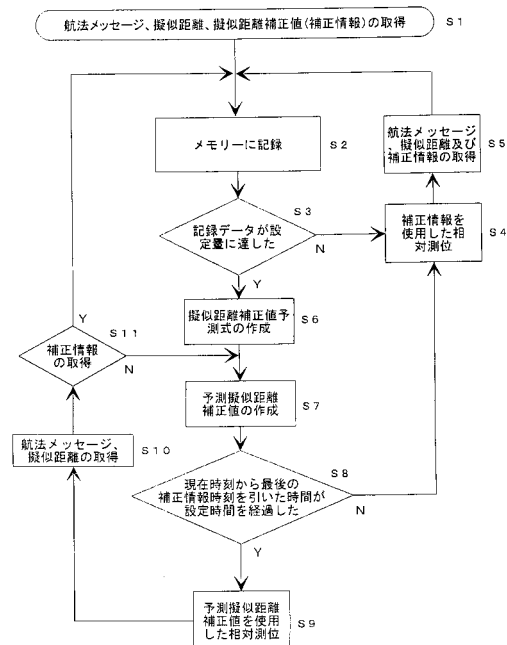 航法メッセージ、擬似距離、擬似距離補正値(補正情報)の取得
S1
Y
メモリーに記録
S2
航法メッセージ
、擬似距離及び
補正情報の取得
S5
S3
記録データが設
定量に達した
N
Y
補正情報を
使用した相
対測位
S4
擬似距離補正値予
測式の作成
S6
Y
S11
補正情報
の取得
N
予測擬似距離
補正値の作成
S7
航法メッセージ、
擬似距離の取得
S10
S8
現在時刻から最後の
補正情報時刻を引いた時間が
設定時間を経過した
N
Y
予測擬似距離
補正値を使用
した相対測位
S9